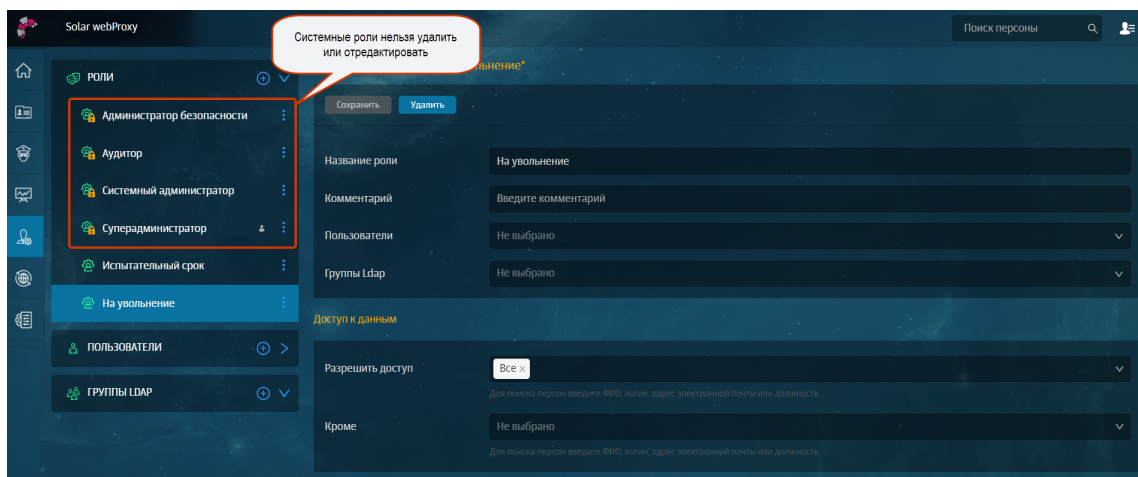 Solar webProxy
Поиск персоны
Системные роли нельзя удалить
или отредактировать
РОЛИ
Администратор безопасности
Аудитор
Системный администратор
Суперадминистратор
Испытательный срок
На увольнение
ПОЛЬЗОВАТЕЛИ
ГРУППЫ LDAP
льнение"
Сохранить
Удалить
Название роли
На увольнение
Комментарий
Введите комментарий
Пользователи
Не выбрано
Группы Ldap
Не выбрано
Доступ к данным
Разрешить доступ
Все ×
Для поиска персон введите ФИО, логин, адрес электронной почты или должность
Кроме
Не выбрано
Для поиска персон введите ФИО, логин, адрес электронной почты или должность